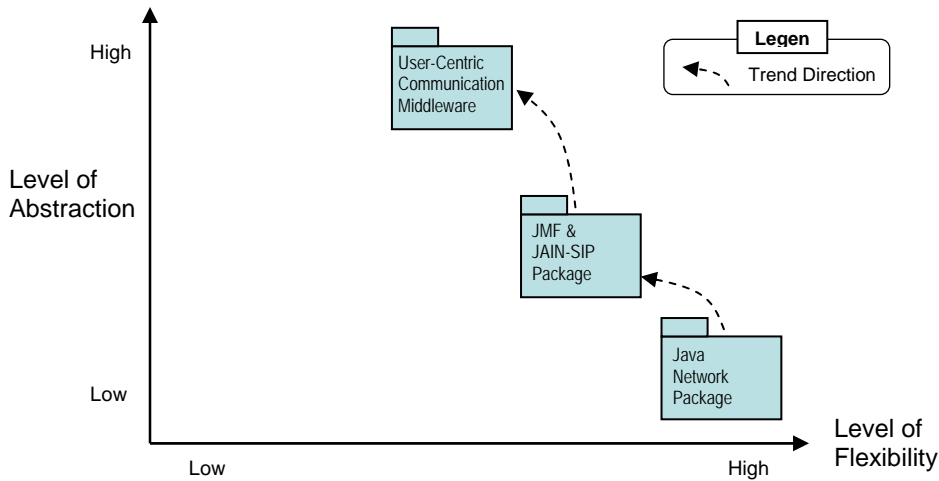 High
User-Centric
Communication
Middleware
Legen
Trend Direction
Level of
Abstraction
JMF &
JAIN-SIP
Package
Java
Network
Package
Low
Low
High
Level of
Flexibility